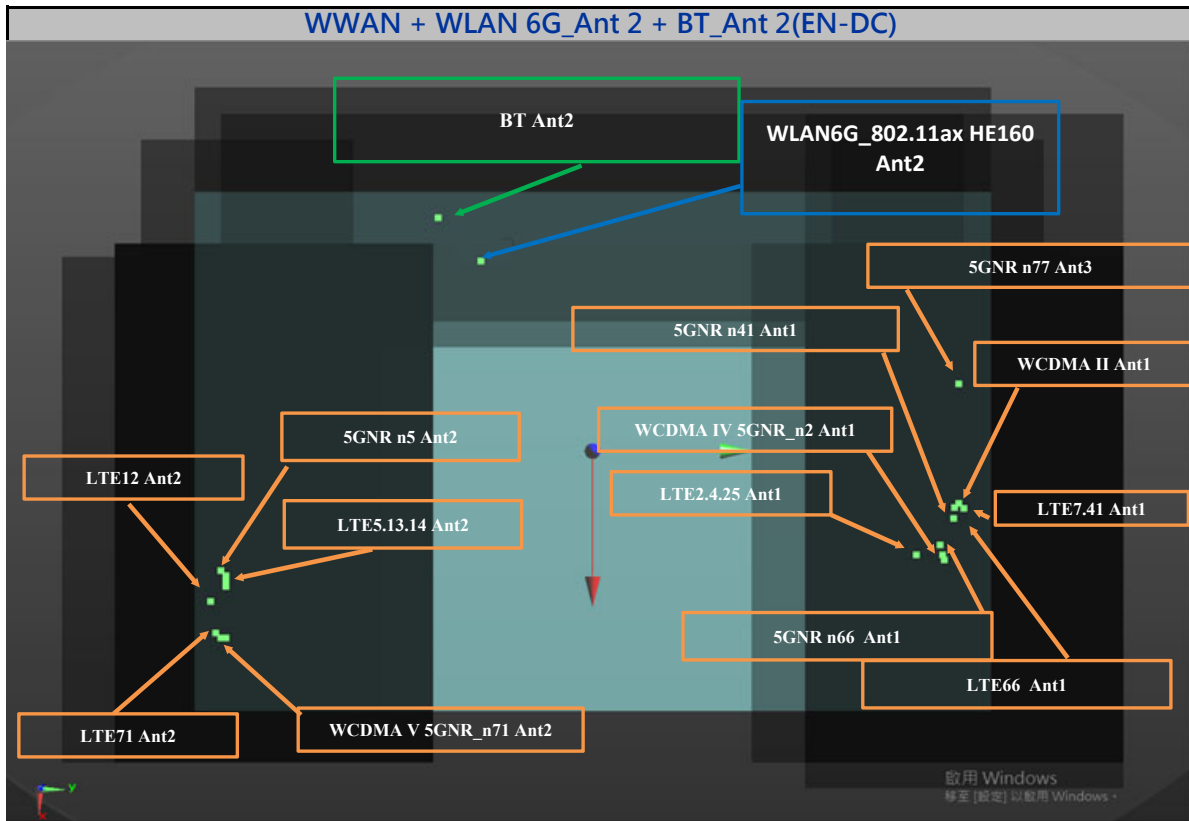 WWAN + WLAN 6G_Ant 2 + BT_Ant 2(EN-DC)
BT Ant2
WLAN6G_802.11ax HE160
Ant2
5GNR n77 Ant3
5GNR n41 Ant1
WCDMA II Ant1
5GNR n5 Ant2
WCDMA IV 5GNR_n2 Ant1
LTE12 Ant2
LTE2.4.25 Ant1
LTE7.41 Ant1
LTE5.13.14 Ant2
5GNR n66 Ant1
LTE66 Ant1
LTE71 Ant2
WCDMA V 5GNR_n71 Ant2
啟用 Windows
移至 [設定] 以啟用 Windows。
Y
X